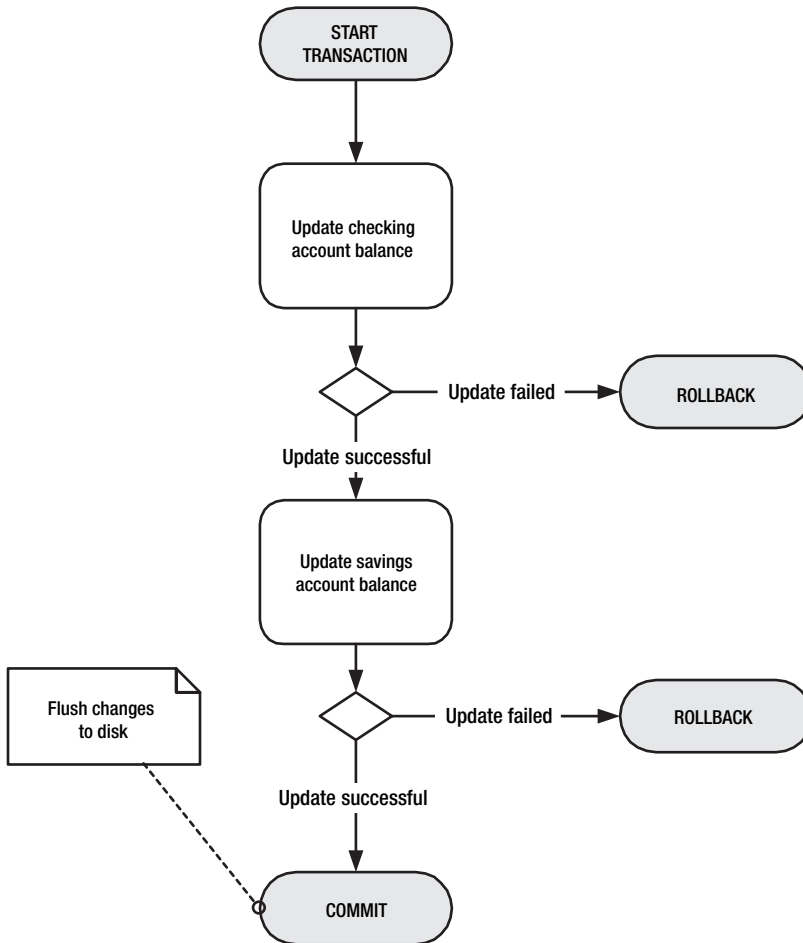 START
TRANSACTION
Update checking
account balance
Update failed
ROLLBACK
Update successful
Update savings
account balance
Flush changes
to disk
Update failed
ROLLBACK
Update successful
COMMIT